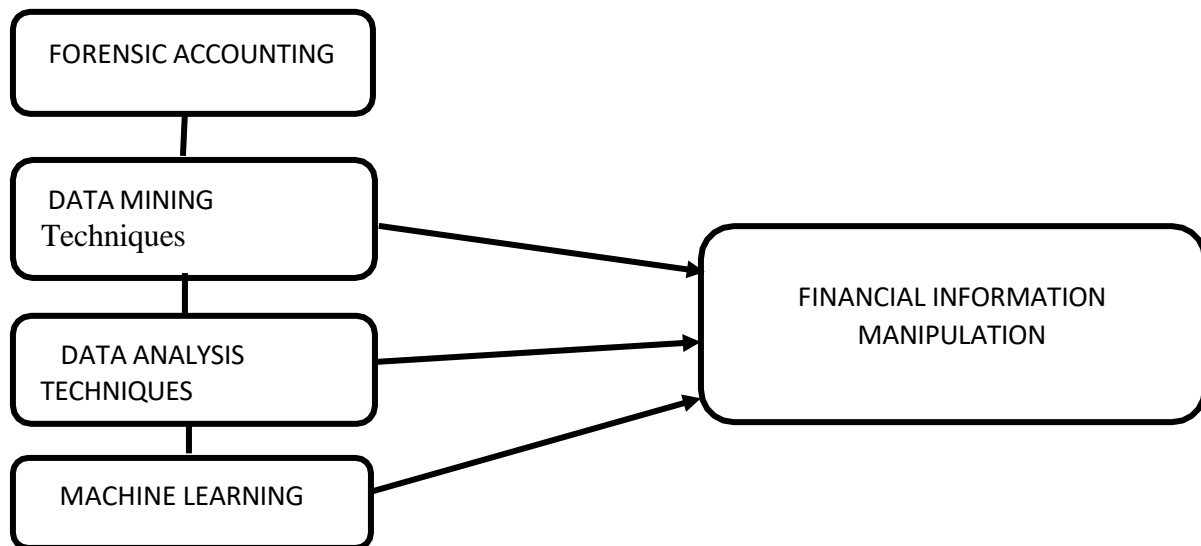 FORENSIC ACCOUNTING
DATA MINING
Techniques
DATA ANALYSIS
TECHNIQUES
MACHINE LEARNING
FINANCIAL INFORMATION
MANIPULATION